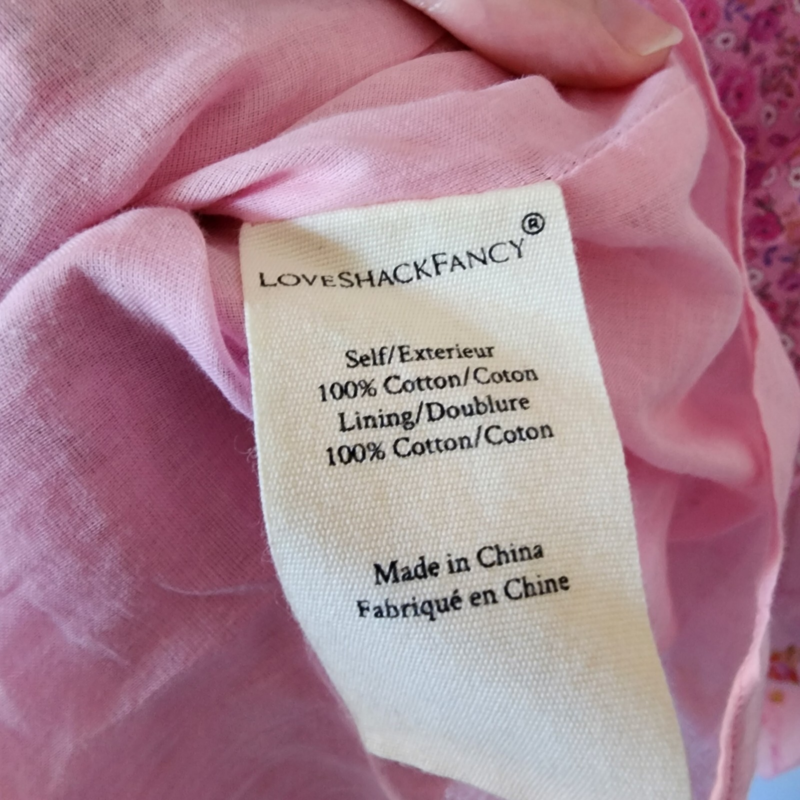 LOVESHACKFANCY®
Self/Exterieur
100% Cotton/Coton
Lining/Doublure
100% Cotton/Coton
Made in China
Fabriqué en Chine